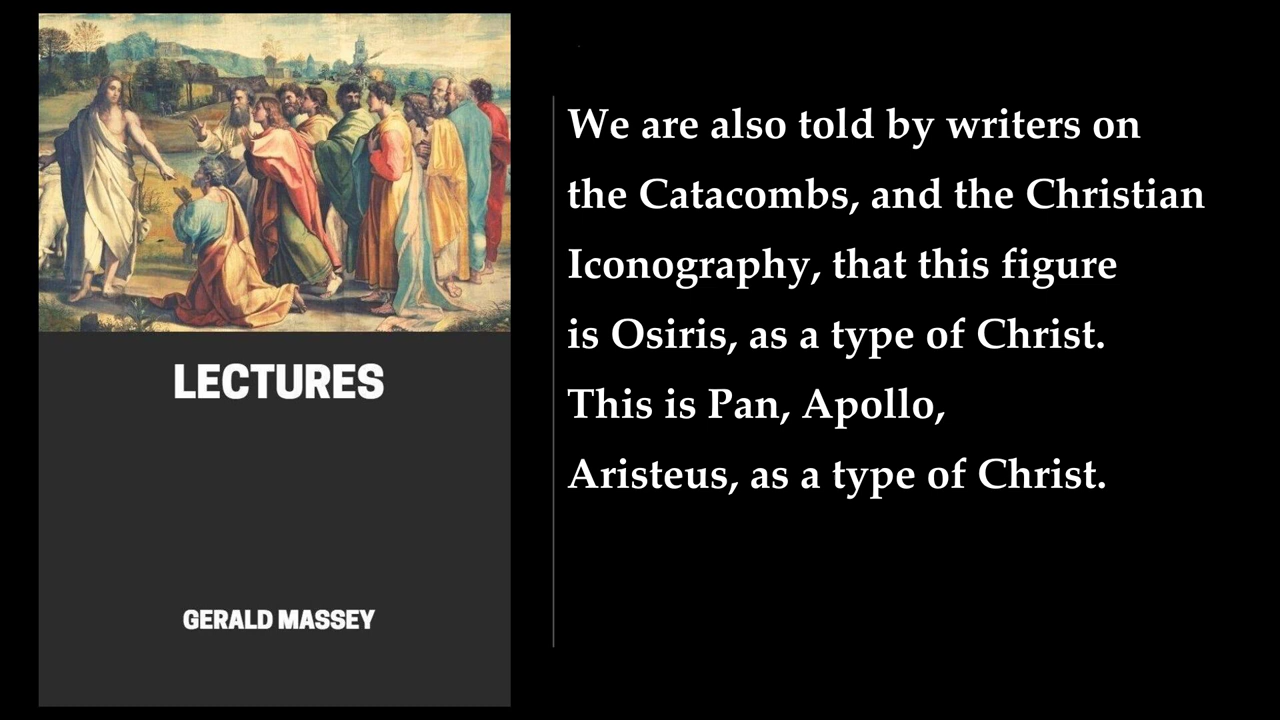 LECTURES
GERALD MASSEY
We are also told by writers on
the Catacombs, and the Christian
Iconography, that this figure
is Osiris, as a type of Christ.
This is Pan, Apollo,
Aristeus, as a type of Christ.